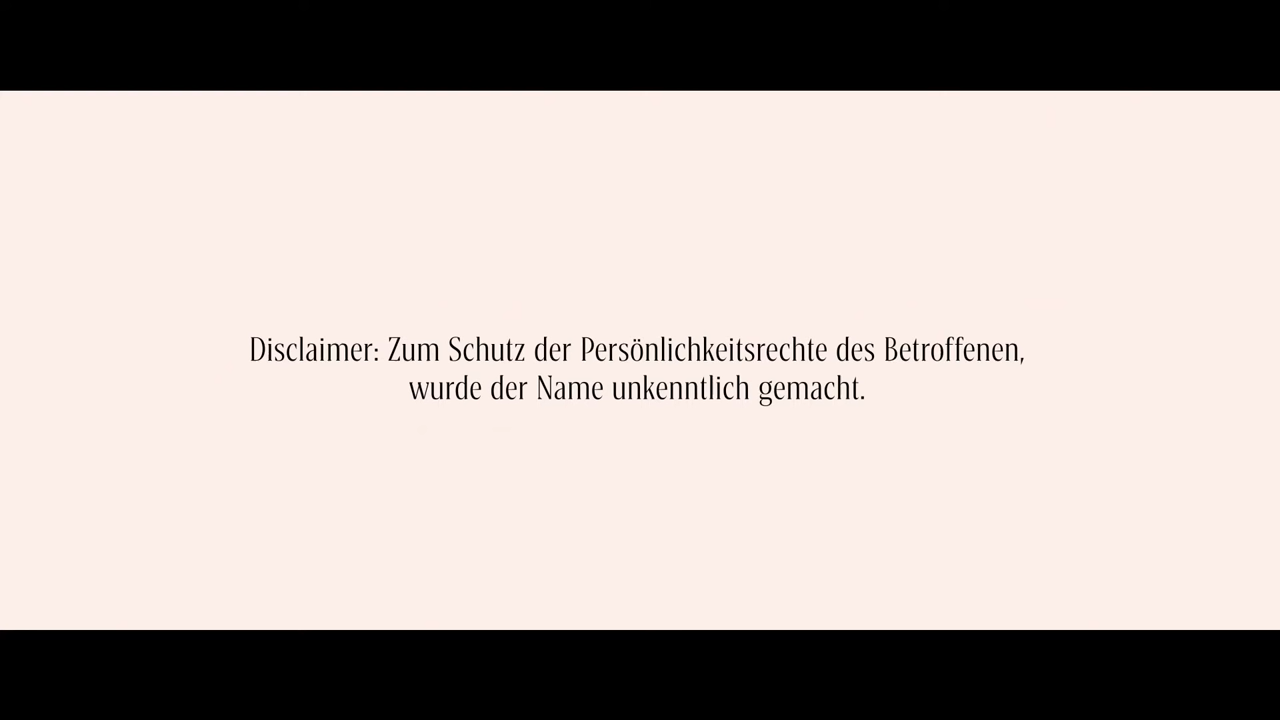 Disclaimer: Zum Schutz der Persönlichkeitsrechte des Betroffenen,
wurde der Name unkenntlich gemacht.